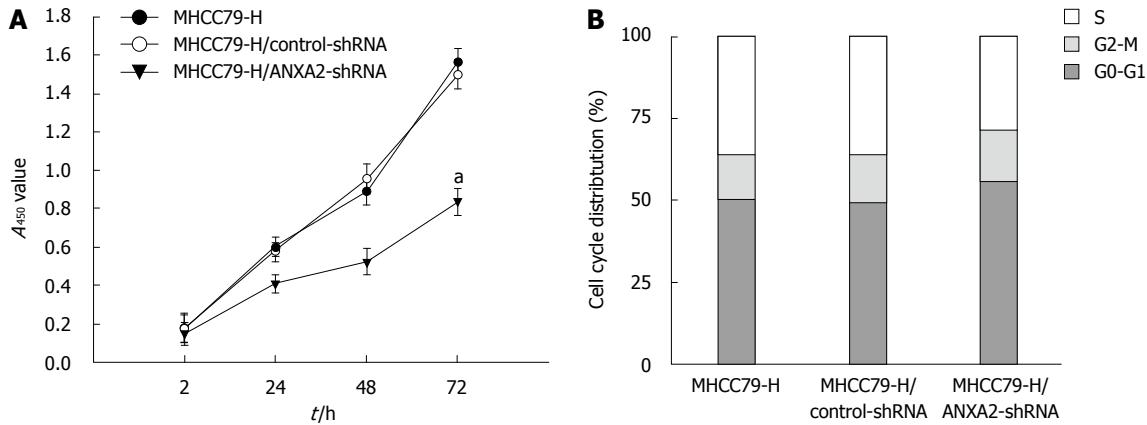 A
1.8
1.6
1.4
1.2
1.0
0.8
0.6
0.4
0.2
0.0
A450 value
MHCC79-H
MHCC79-H/control-shRNA
MHCC79-H/ANXA2-shRNA
a
2 24 48 72
t/h
B
S
G2-M
G0-G1
100
75
50
25
0
Cell cycle distribtution (%)
MHCC79-H
MHCC79-H/
control-shRNA
MHCC79-H/
ANXA2-shRNA